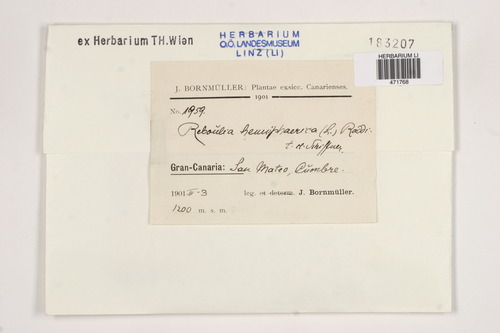 ex Herbarium TH.Wien
HERBARIUM
O.Ö. LANDESMUSEUM
LINZ (LI)
183207
HERBARIUM LI
471768
J. BORNMÜLLER: Plantae exsicc. Canarienses.
1901
No. 1959.
Reboulia hemisphaerica (L.) Raddi.
Gran-Canaria: San Mateo, Cumbre.
1901 -3 leg. et determ. J. Bornmüller.
1200 m. s. m.